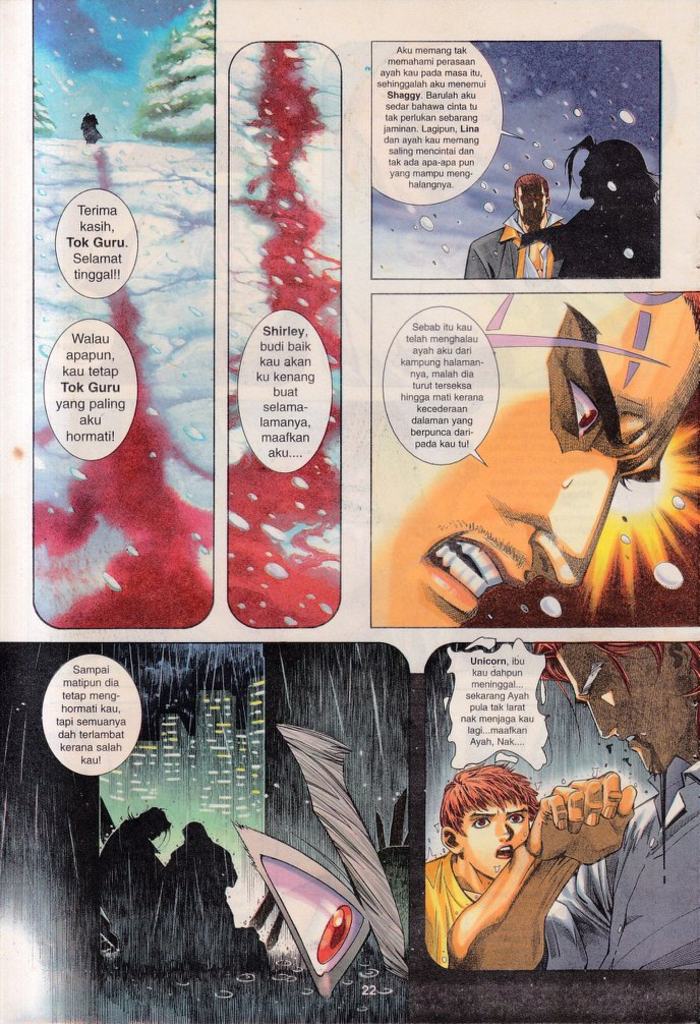 Aku memang tak
memahami perasaan
ayah kau pada masa itu,
sehinggalah aku menemui
Shaggy. Barulah aku
sedar bahawa cinta tu
tak perlukan sebarang
jaminan. Lagipun, Lina
dan ayah kau memang
saling mencintai dan
tak ada apa-apa pun
yang mampu meng-
halangnya.
Terima
kasih,
Tok Guru.
Selamat
tinggal!!
Walau
apapun,
kau tetap
Tok Guru
yang paling
aku
hormati!
Shirley,
budi baik
kau akan
ku kenang
buat
selama-
lamanya,
maafkan
aku....
Sebab itu kau
telah menghalau
ayah aku dari
kampung halaman-
nya, malah dia
turut terseksa
hingga mati kerana
kecederaan
dalaman yang
berpunca dari-
pada kau tu!
Sampai
matipun dia
tetap meng-
hormati kau,
tapi semuanya
dah terlambat
kerana salah
kau!
Unicorn, ibu
kau dahpun
meninggal...
sekarang Ayah
pula tak larat
nak menjaga kau
lagi...maafkan
Ayah, Nak....
22